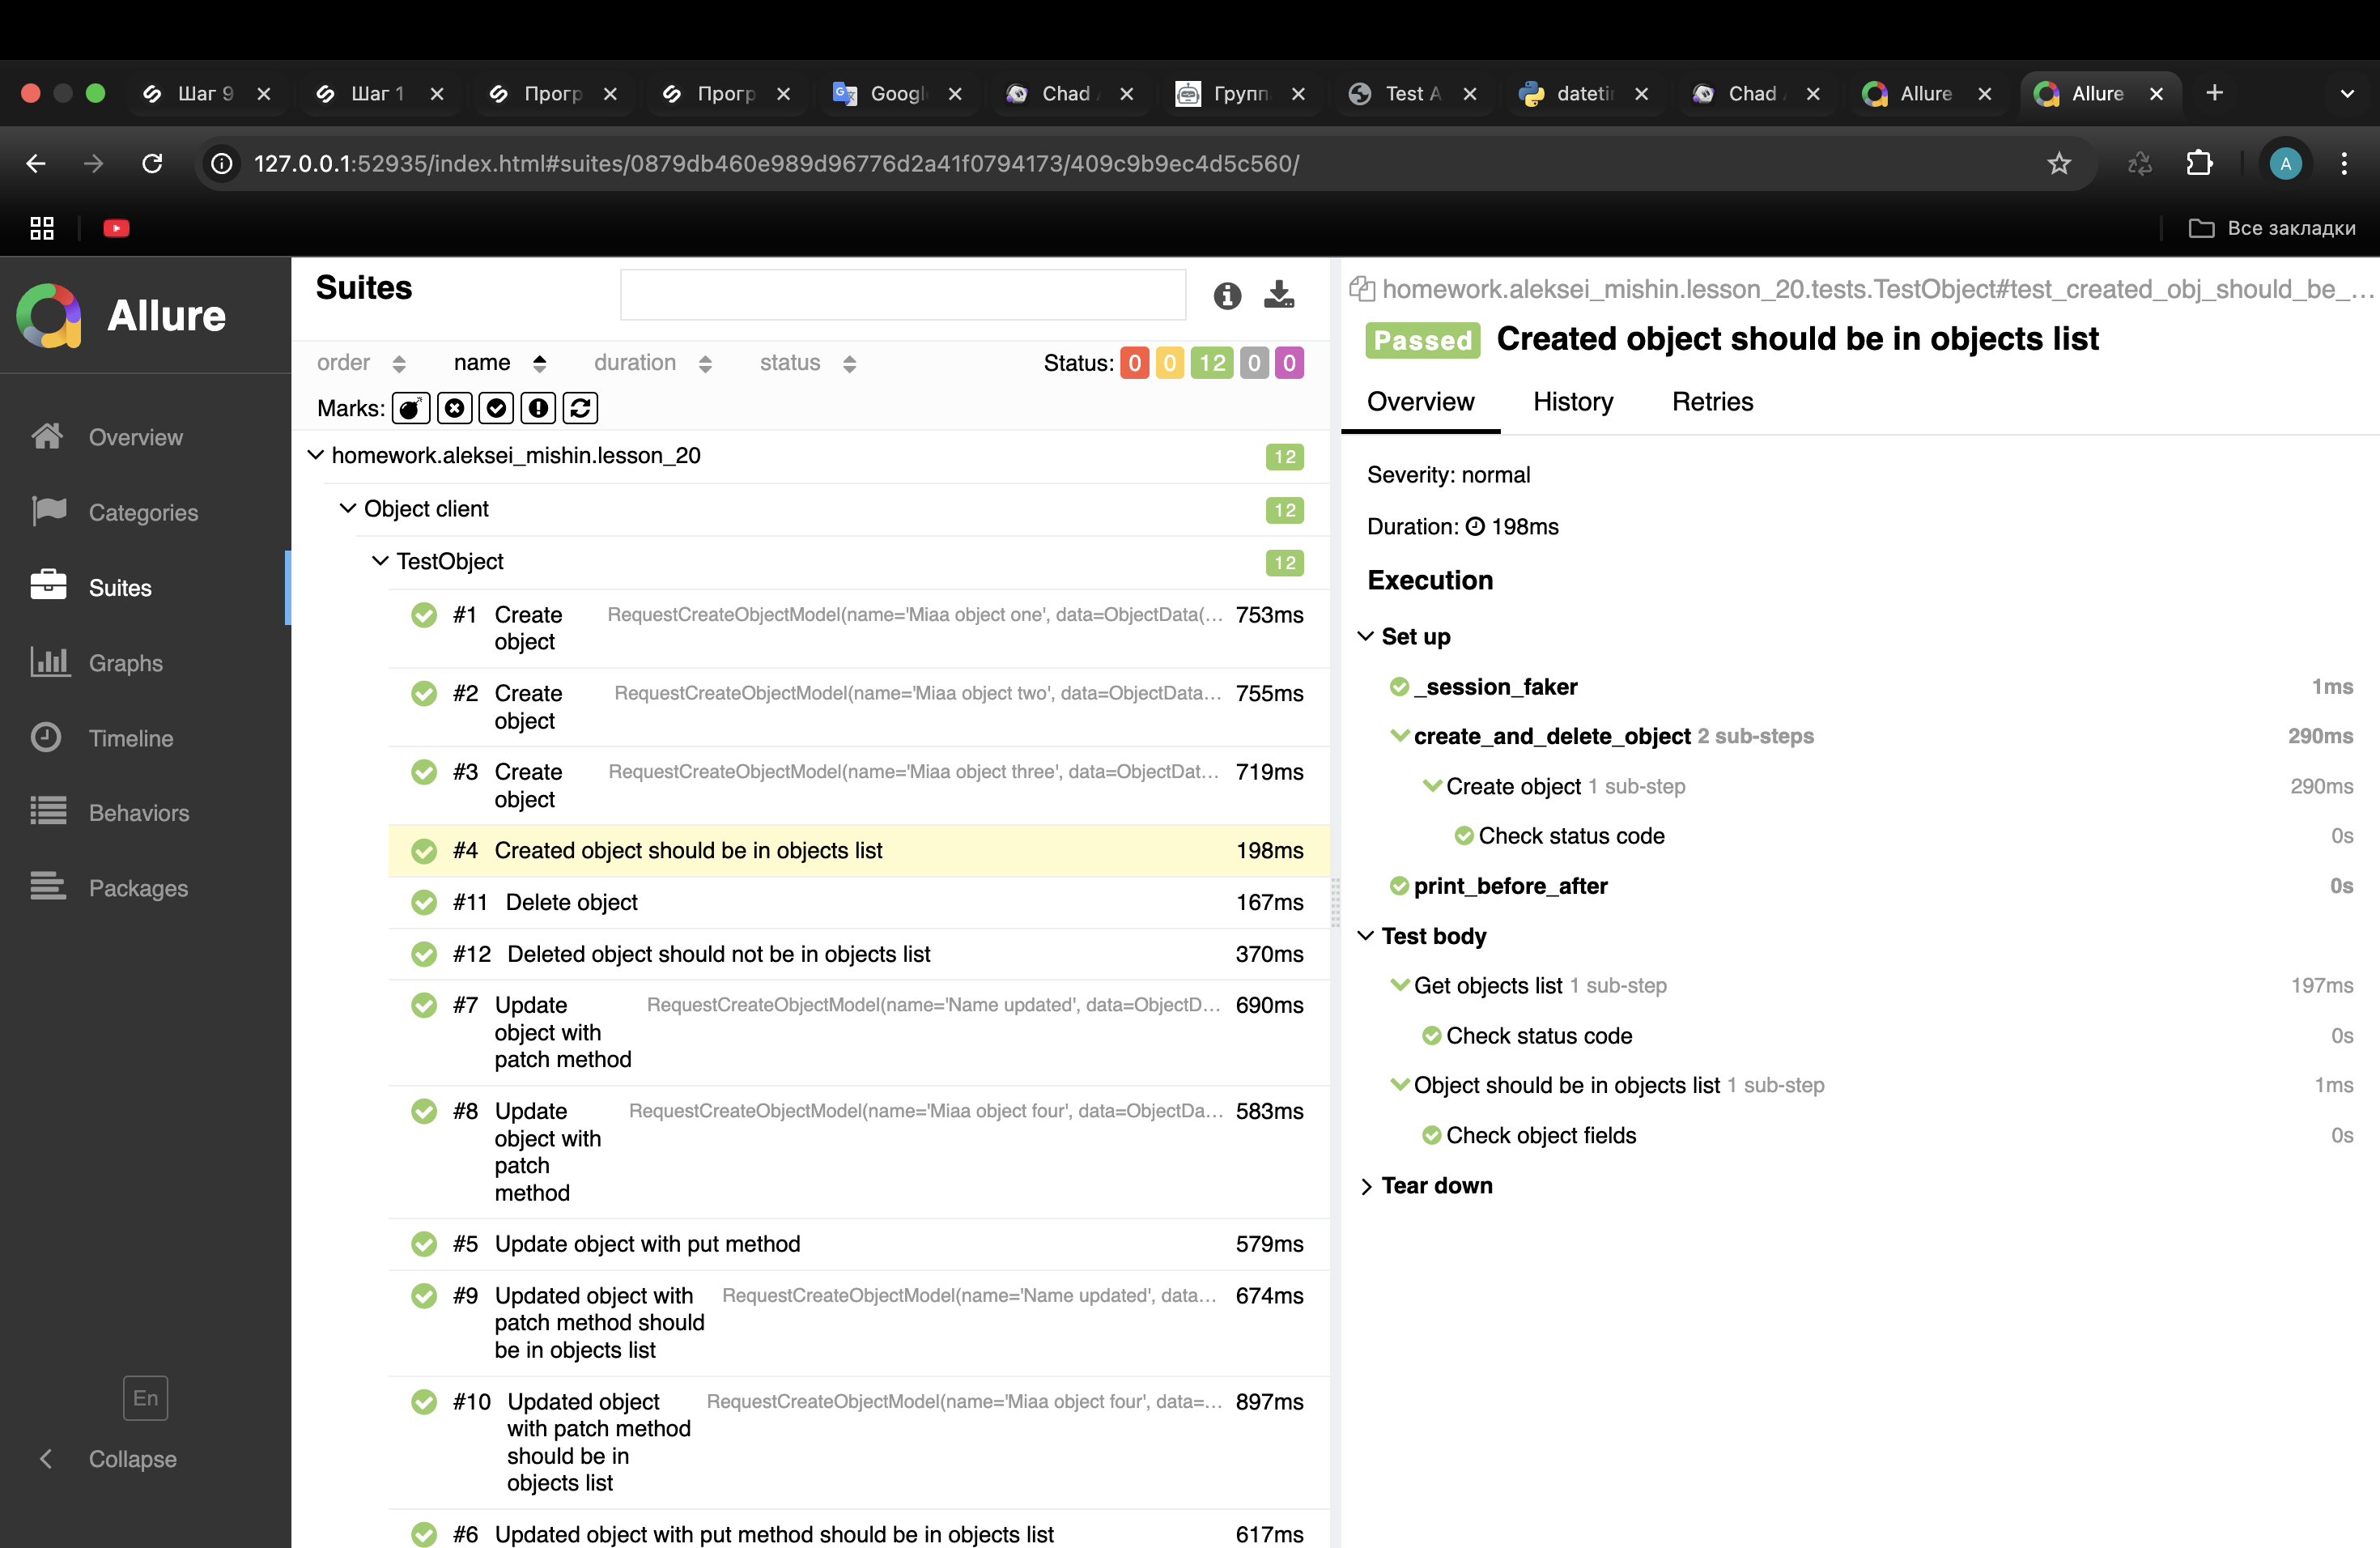 Шаг 9
Шаг 1
Прогр
Прогр
Googl
Chad
Групп
Test A
datetin
Chad
Allure
Allure
127.0.0.1:52935/index.html#suites/0879db460e989d96776d2a41f0794173/409c9b9ec4d5c560/
A
Все закладки
Allure
Overview
Categories
Suites
Graphs
Timeline
Behaviors
Packages
En
Collapse
Suites
order name duration status Status: 0 0 12 0 0
Marks:
homework.aleksei_mishin.lesson_20 12
Object client 12
TestObject 12
#1 Create object RequestCreateObjectModel(name='Miaa object one', data=ObjectData(... 753ms
#2 Create object RequestCreateObjectModel(name='Miaa object two', data=ObjectData... 755ms
#3 Create object RequestCreateObjectModel(name='Miaa object three', data=ObjectDat... 719ms
#4 Created object should be in objects list 198ms
#11 Delete object 167ms
#12 Deleted object should not be in objects list 370ms
#7 Update object with patch method RequestCreateObjectModel(name='Name updated', data=ObjectD... 690ms
#8 Update object with patch method RequestCreateObjectModel(name='Miaa object four', data=ObjectDa... 583ms
#5 Update object with put method 579ms
#9 Updated object with patch method should be in objects list RequestCreateObjectModel(name='Name updated', data... 674ms
#10 Updated object with patch method should be in objects list RequestCreateObjectModel(name='Miaa object four', data=... 897ms
#6 Updated object with put method should be in objects list 617ms
homework.aleksei_mishin.lesson_20.tests.TestObject#test_created_obj_should_be_...
Passed Created object should be in objects list
Overview History Retries
Severity: normal
Duration: 198ms
Execution
Set up
_session_faker 1ms
create_and_delete_object 2 sub-steps 290ms
Create object 1 sub-step 290ms
Check status code 0s
print_before_after 0s
Test body
Get objects list 1 sub-step 197ms
Check status code 0s
Object should be in objects list 1 sub-step 1ms
Check object fields 0s
Tear down